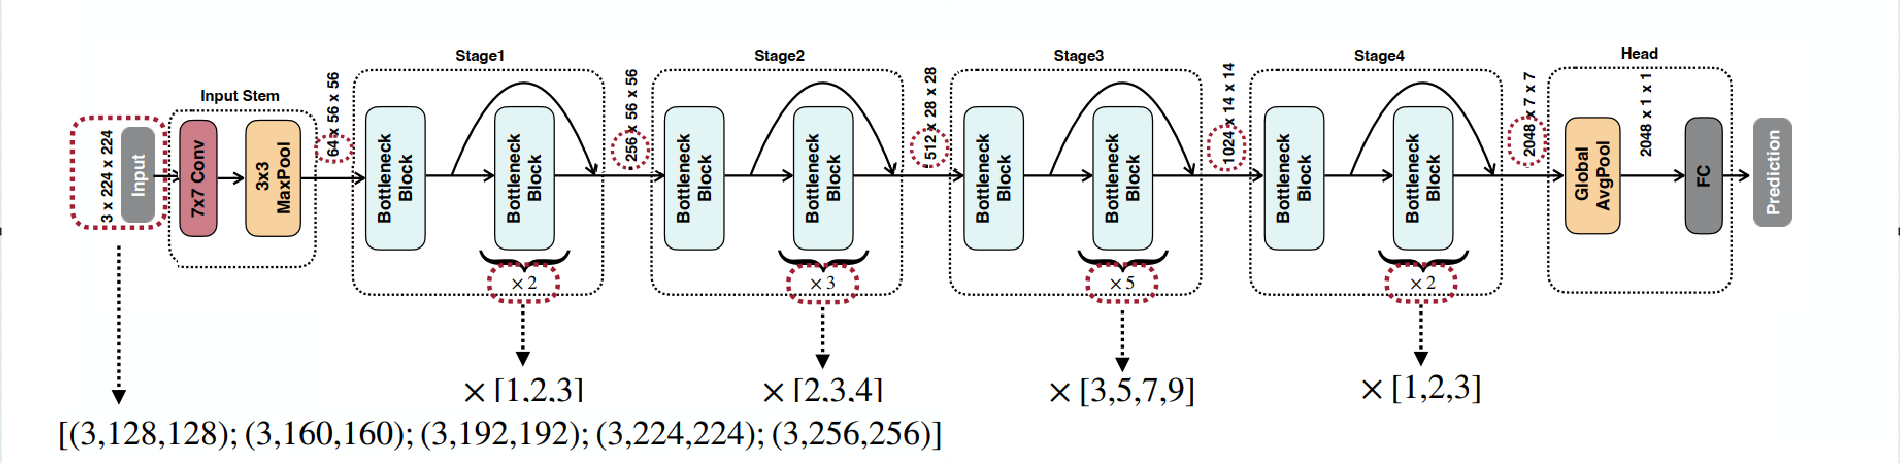 Stage1
Stage2
Stage3
Stage4
Head
Input Stem
3 x 224 x 224
Input
7x7 Conv
3x3
MaxPool
64 x 56 x 56
Bottleneck
Block
Bottleneck
Block
× 2
256 x 56 x 56
Bottleneck
Block
Bottleneck
Block
× 3
512 x 28 x 28
Bottleneck
Block
Bottleneck
Block
× 5
1024 x 14 x 14
Bottleneck
Block
Bottleneck
Block
× 2
2048 x 7 x 7
Global
AvgPool
2048 x 1 x 1
FC
Prediction
× [1,2,3]
× [2,3,4]
× [3,5,7,9]
× [1,2,3]
[(3,128,128); (3,160,160); (3,192,192); (3,224,224); (3,256,256)]